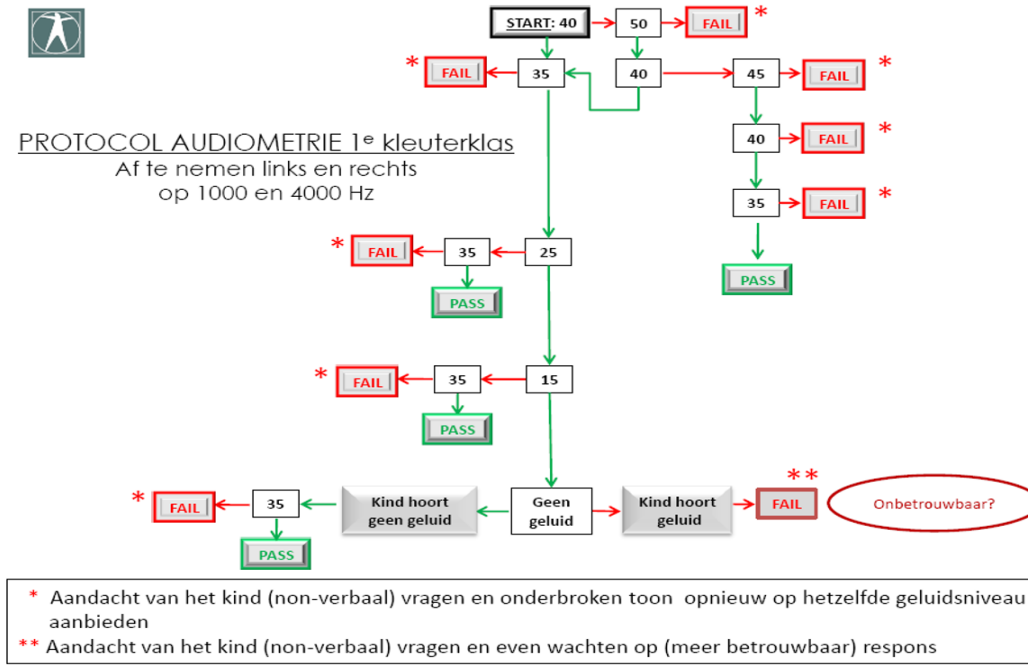 START: 40
50
FAIL *
* FAIL
35
40
45
FAIL *
40
FAIL *
35
FAIL *
PASS
PROTOCOL AUDIOMETRIE 1e kleuterklas
Af te nemen links en rechts
op 1000 en 4000 Hz
* FAIL
35
25
PASS
* FAIL
35
15
PASS
* FAIL
35
Kind hoort
geen geluid
Geen
geluid
Kind hoort
geluid
**
FAIL
Onbetrouwbaar?
PASS
* Aandacht van het kind (non-verbaal) vragen en onderbroken toon opnieuw op hetzelfde geluidsniveau
aanbieden
** Aandacht van het kind (non-verbaal) vragen en even wachten op (meer betrouwbaar) respons